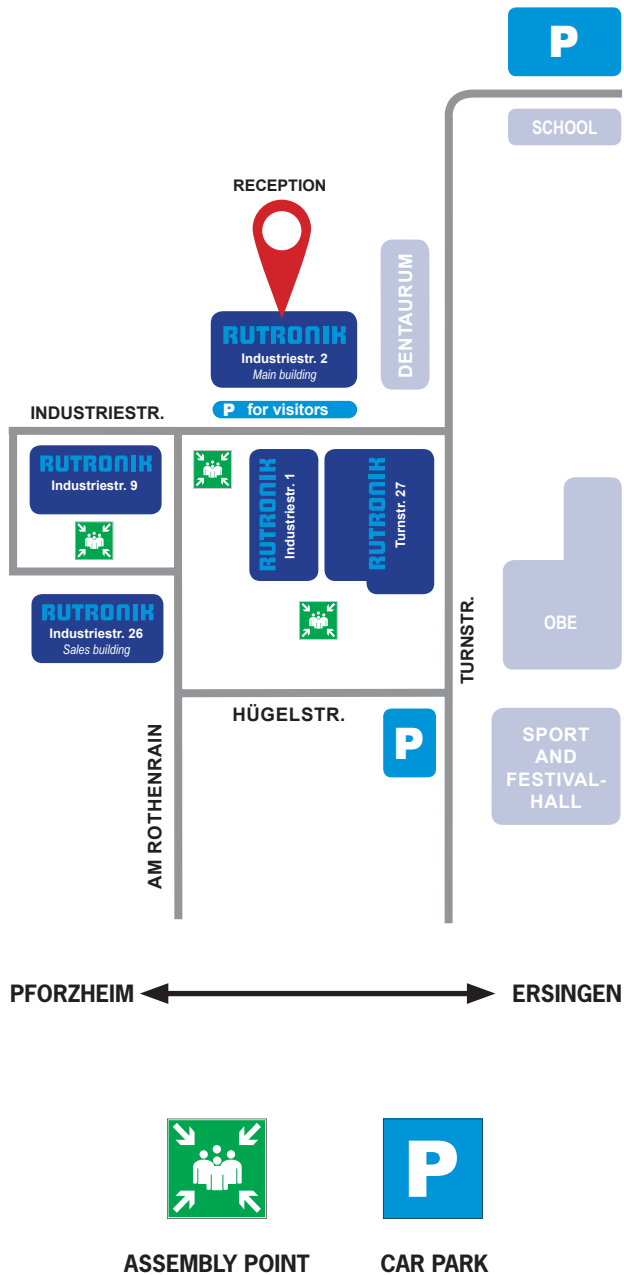 P
SCHOOL
RECEPTION
DENTAURUM
RUTRONIK
Industriestr. 2
Main building
P for visitors
INDUSTRIESTR.
RUTRONIK
Industriestr. 9
RUTRONIK
Industriestr. 1
RUTRONIK
Turnstr. 27
RUTRONIK
Industriestr. 26
Sales building
TURNSTR.
OBE
HÜGELSTR.
P
SPORT
AND
FESTIVAL-
HALL
AM ROTHENRAIN
PFORZHEIM
ERSINGEN
P
ASSEMBLY POINT
CAR PARK